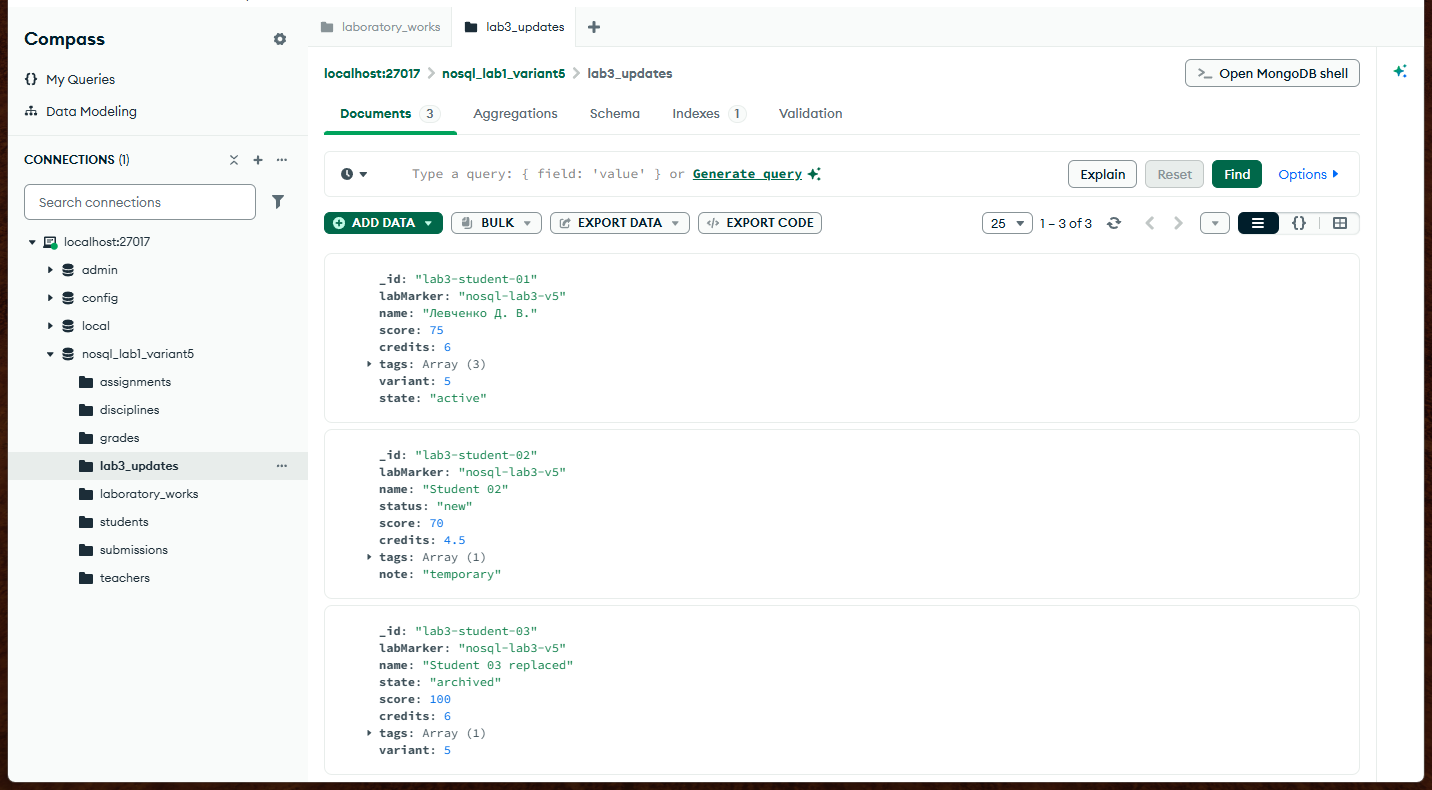 laboratory_works
lab3_updates
Compass
My Queries
Data Modeling
CONNECTIONS (1)
Search connections
localhost:27017
admin
config
local
nosql_lab1_variant5
assignments
disciplines
grades
lab3_updates
laboratory_works
students
submissions
teachers
localhost:27017 > nosql_lab1_variant5 > lab3_updates
>_ Open MongoDB shell
Documents 3 Aggregations Schema Indexes 1 Validation
Type a query: { field: 'value' } or Generate query
Explain Reset Find Options
ADD DATA BULK EXPORT DATA EXPORT CODE
25 1 – 3 of 3
_id: "lab3-student-01"
labMarker: "nosql-lab3-v5"
name: "Левченко Д. В."
score: 75
credits: 6
tags: Array (3)
variant: 5
state: "active"
_id: "lab3-student-02"
labMarker: "nosql-lab3-v5"
name: "Student 02"
status: "new"
score: 70
credits: 4.5
tags: Array (1)
note: "temporary"
_id: "lab3-student-03"
labMarker: "nosql-lab3-v5"
name: "Student 03 replaced"
state: "archived"
score: 100
credits: 6
tags: Array (1)
variant: 5